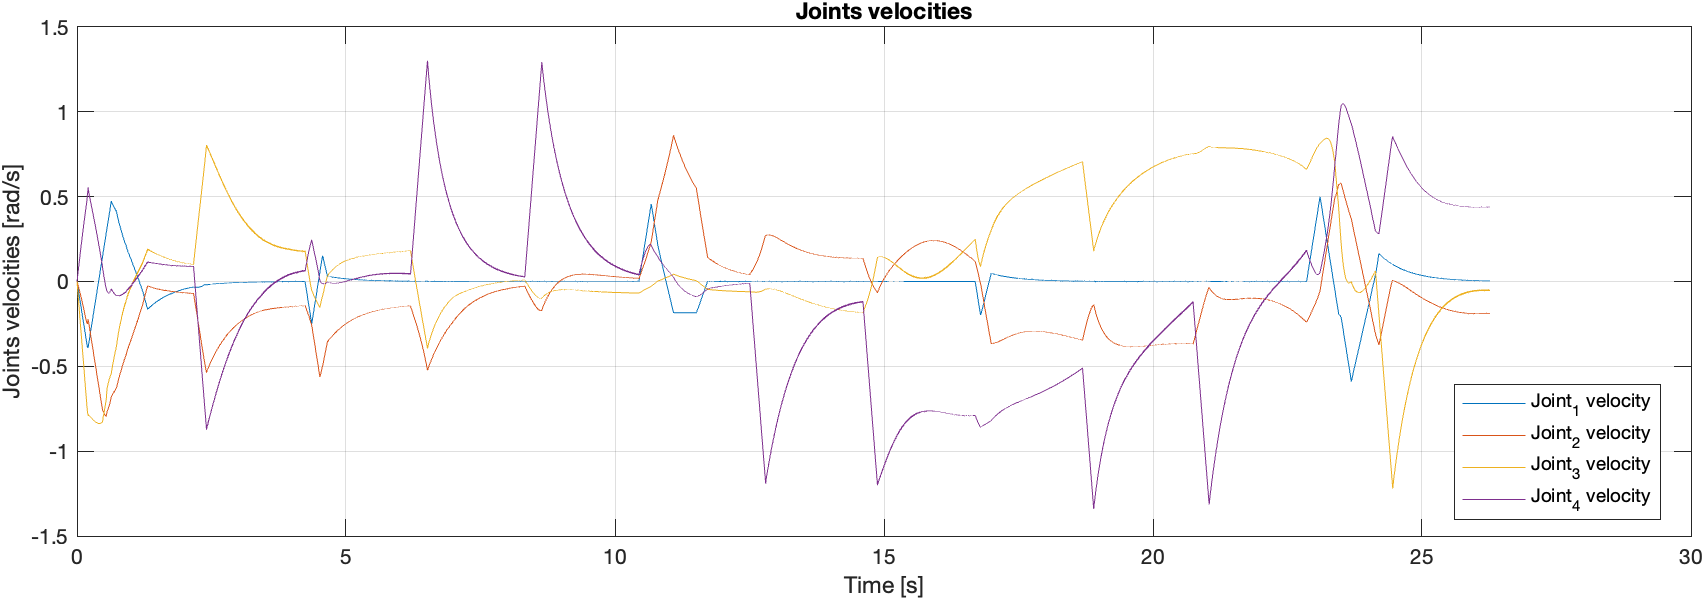 Joints velocities
Joints velocities [rad/s]
1.5
1
0.5
0
-0.5
-1
-1.5
0 5 10 15 20 25 30
Time [s]
Joint1 velocity
Joint2 velocity
Joint3 velocity
Joint4 velocity